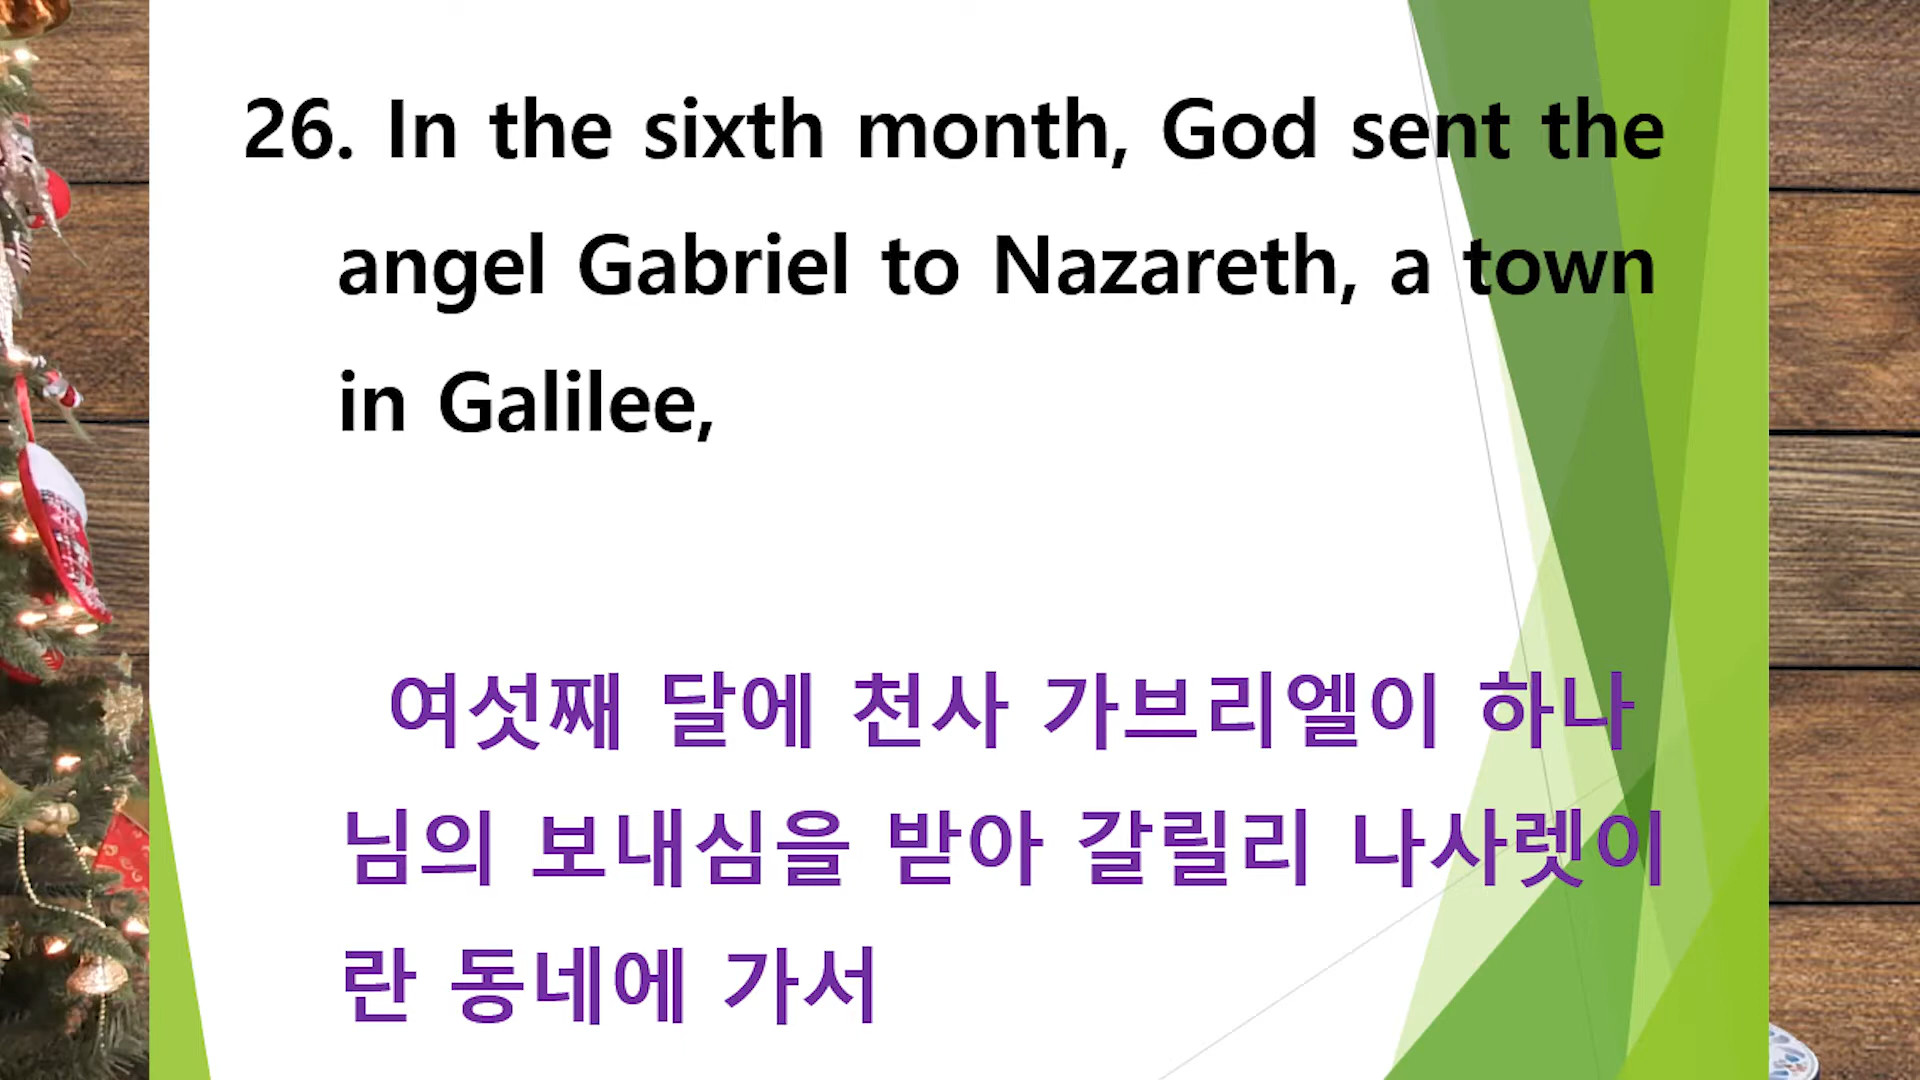 26. In the sixth month, God sent the
angel Gabriel to Nazareth, a town
in Galilee,
여섯째 달에 천사 가브리엘이 하나
님의 보내심을 받아 갈릴리 나사렛이
란 동네에 가서